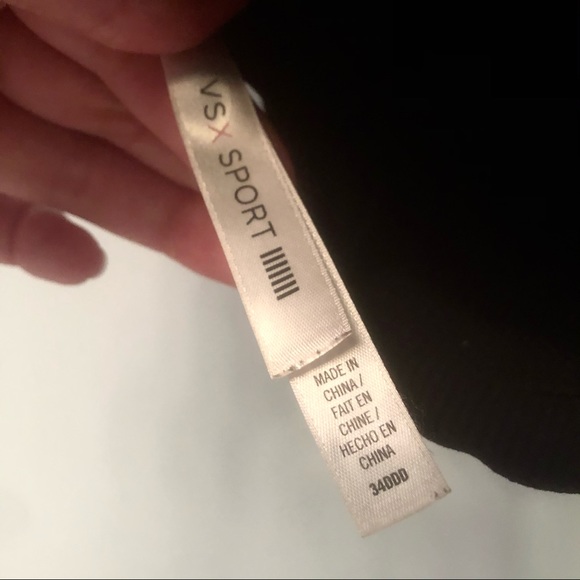 VSX SPORT
MADE IN
CHINA /
FAIT EN
CHINE /
HECHO EN
CHINA
34DDD